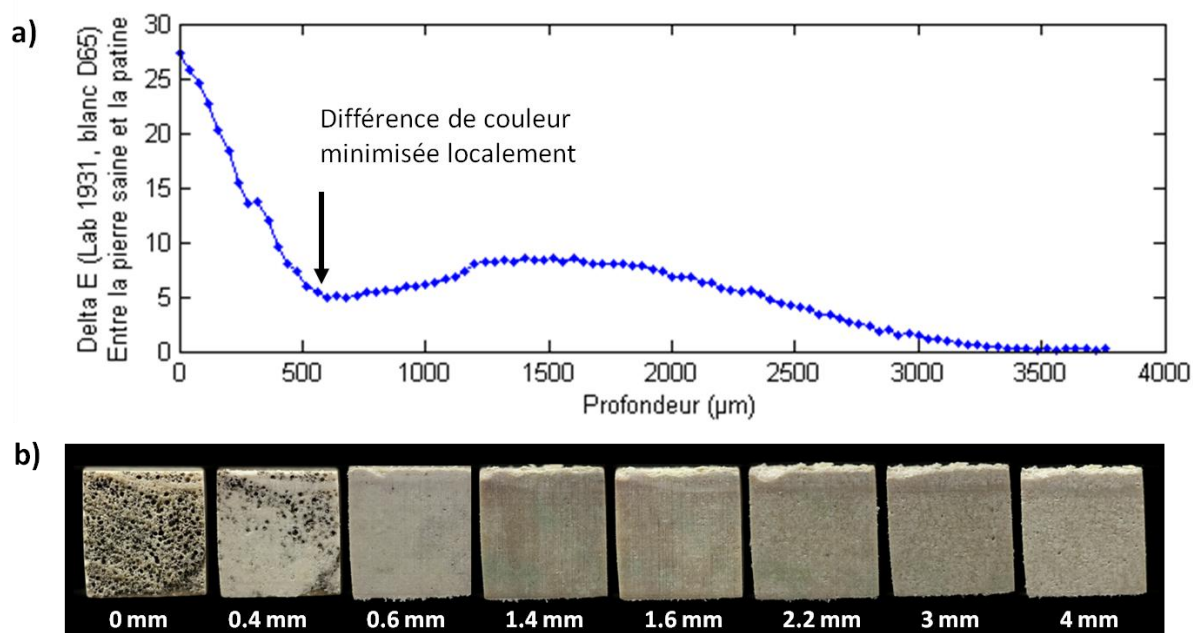 a)
Delta E (Lab 1931, blanc D65)
Entre la pierre saine et la patine
30
25
20
15
10
5
0
Différence de couleur
minimisée localement
0 500 1000 1500 2000 2500 3000 3500 4000
Profondeur (µm)
b)
0 mm 0.4 mm 0.6 mm 1.4 mm 1.6 mm 2.2 mm 3 mm 4 mm